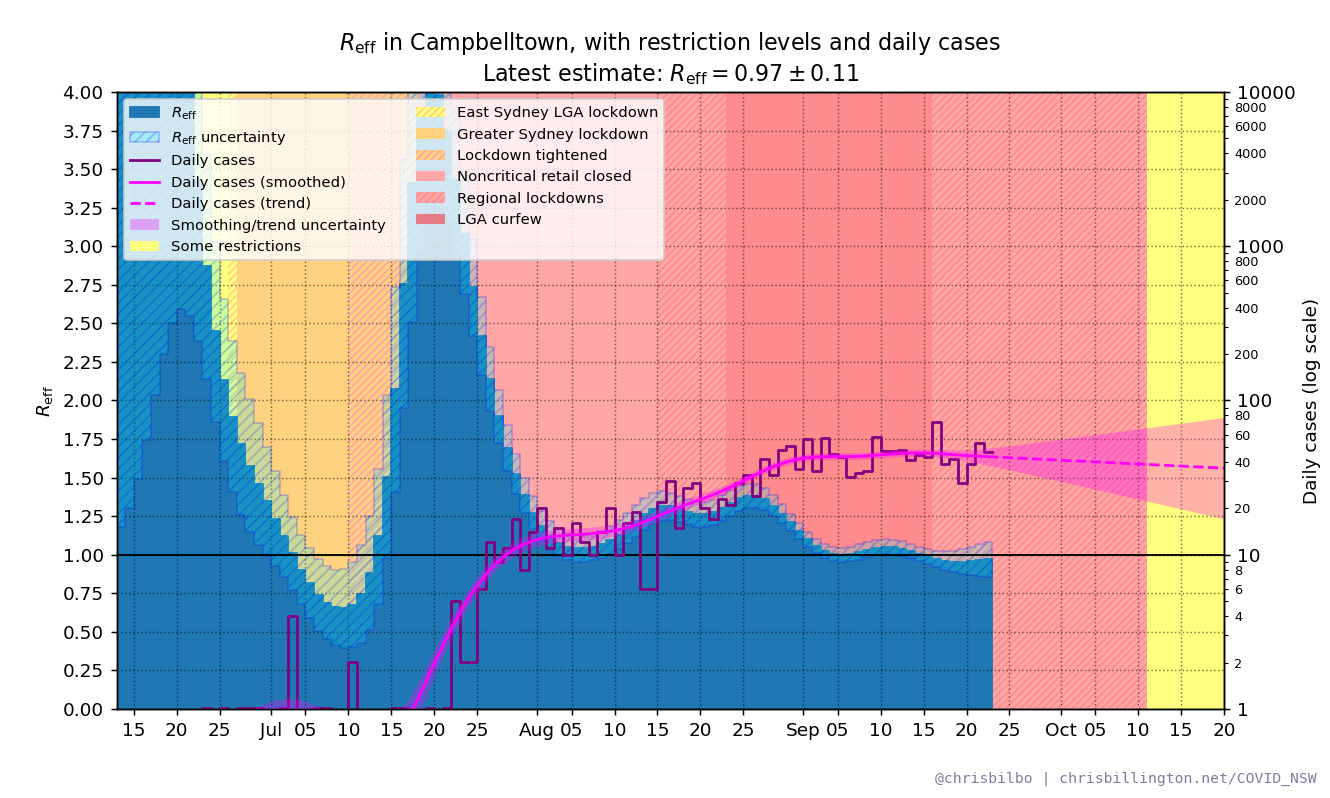 Reff in Campbelltown, with restriction levels and daily cases
Latest estimate: Reff = 0.97 ± 0.11
Reff
Reff uncertainty
Daily cases
Daily cases (smoothed)
Daily cases (trend)
Smoothing/trend uncertainty
Some restrictions
East Sydney LGA lockdown
Greater Sydney lockdown
Lockdown tightened
Noncritical retail closed
Regional lockdowns
LGA curfew
Reff
4.00
3.75
3.50
3.25
3.00
2.75
2.50
2.25
2.00
1.75
1.50
1.25
1.00
0.75
0.50
0.25
0.00
15 20 25 Jul 05 10 15 20 25 Aug 05 10 15 20 25 Sep 05 10 15 20 25 Oct 05 10 15 20
10000
8000
6000
4000
2000
1000
800
600
400
200
100
80
60
40
20
10
8
6
4
2
1
Daily cases (log scale)
@chrisbilbo | chrisbillington.net/COVID_NSW